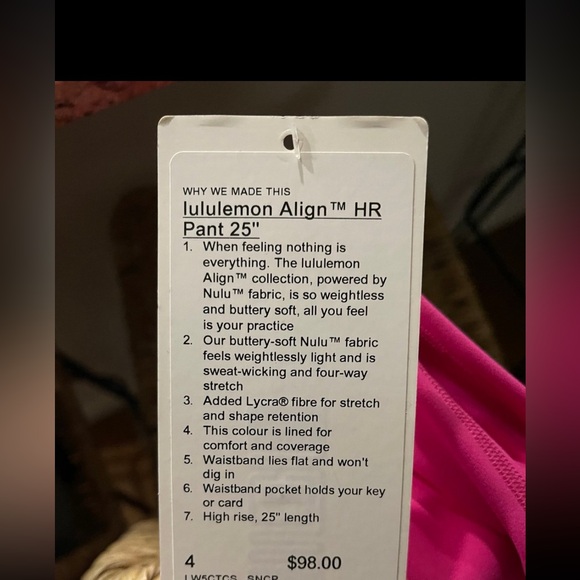 WHY WE MADE THIS
lululemon Align™ HR
Pant 25"
1. When feeling nothing is
everything. The lululemon
Align™ collection, powered by
Nulu™ fabric, is so weightless
and buttery soft, all you feel
is your practice
2. Our buttery-soft Nulu™ fabric
feels weightlessly light and is
sweat-wicking and four-way
stretch
3. Added Lycra® fibre for stretch
and shape retention
4. This colour is lined for
comfort and coverage
5. Waistband lies flat and won't
dig in
6. Waistband pocket holds your key
or card
7. High rise, 25" length
4 $98.00
LW5CTCS SNCP